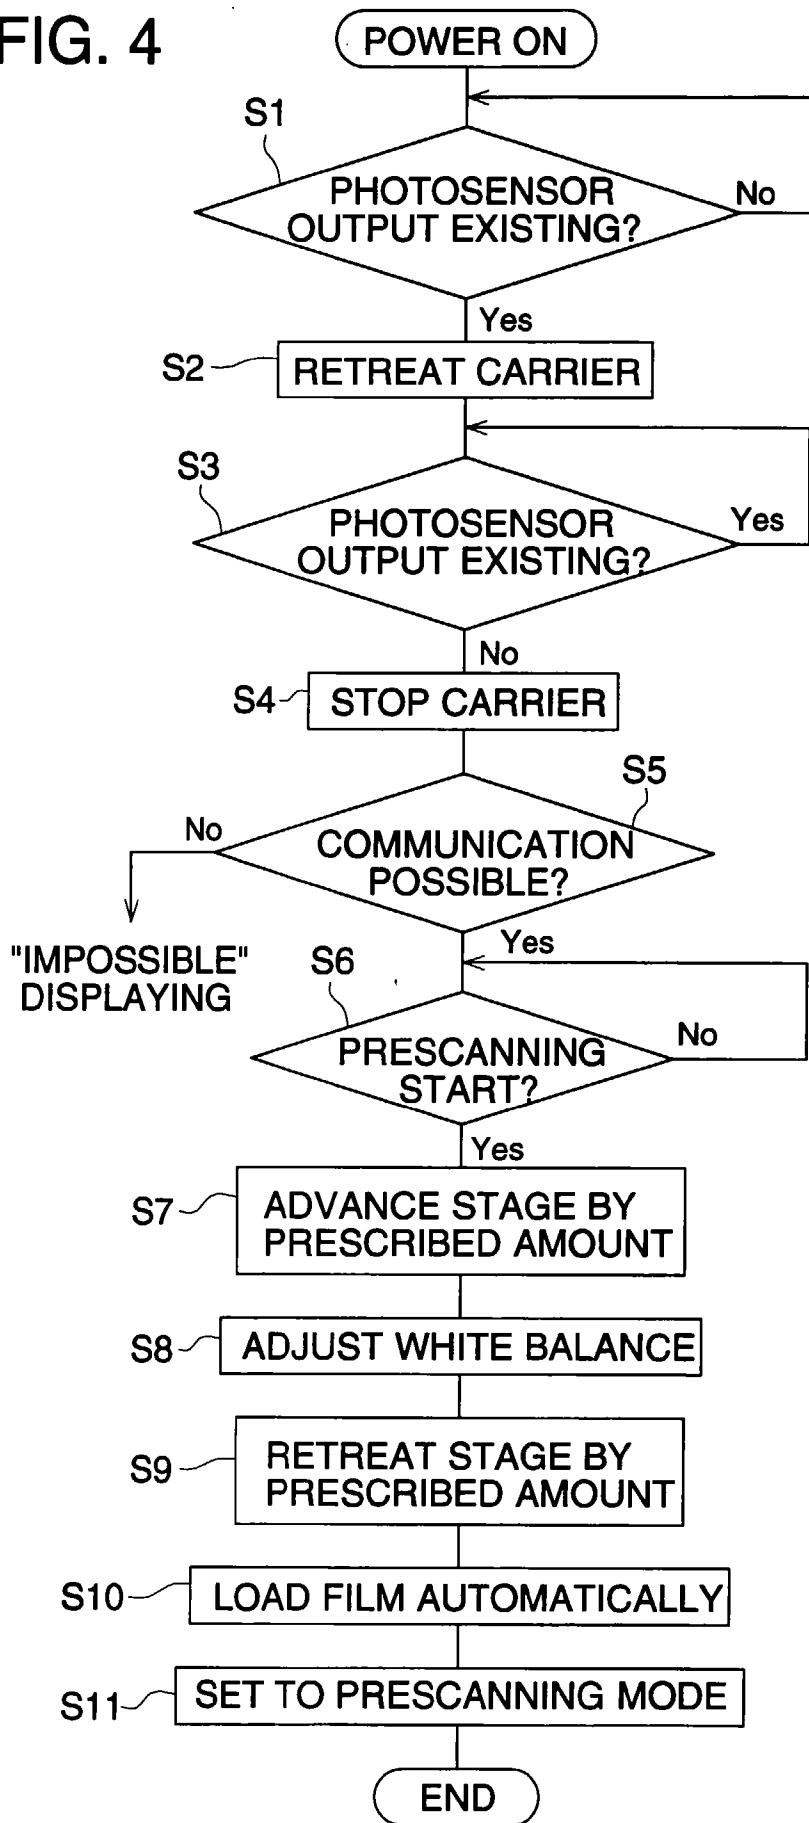 FIG. 4
POWER ON
S1
PHOTOSENSOR
OUTPUT EXISTING?
No
Yes
S2
RETREAT CARRIER
S3
PHOTOSENSOR
OUTPUT EXISTING?
Yes
No
S4
STOP CARRIER
S5
No
COMMUNICATION
POSSIBLE?
"IMPOSSIBLE"
DISPLAYING
Yes
S6
PRESCANNING
START?
No
Yes
S7
ADVANCE STAGE BY
PRESCRIBED AMOUNT
S8
ADJUST WHITE BALANCE
S9
RETREAT STAGE BY
PRESCRIBED AMOUNT
S10
LOAD FILM AUTOMATICALLY
S11
SET TO PRESCANNING MODE
END